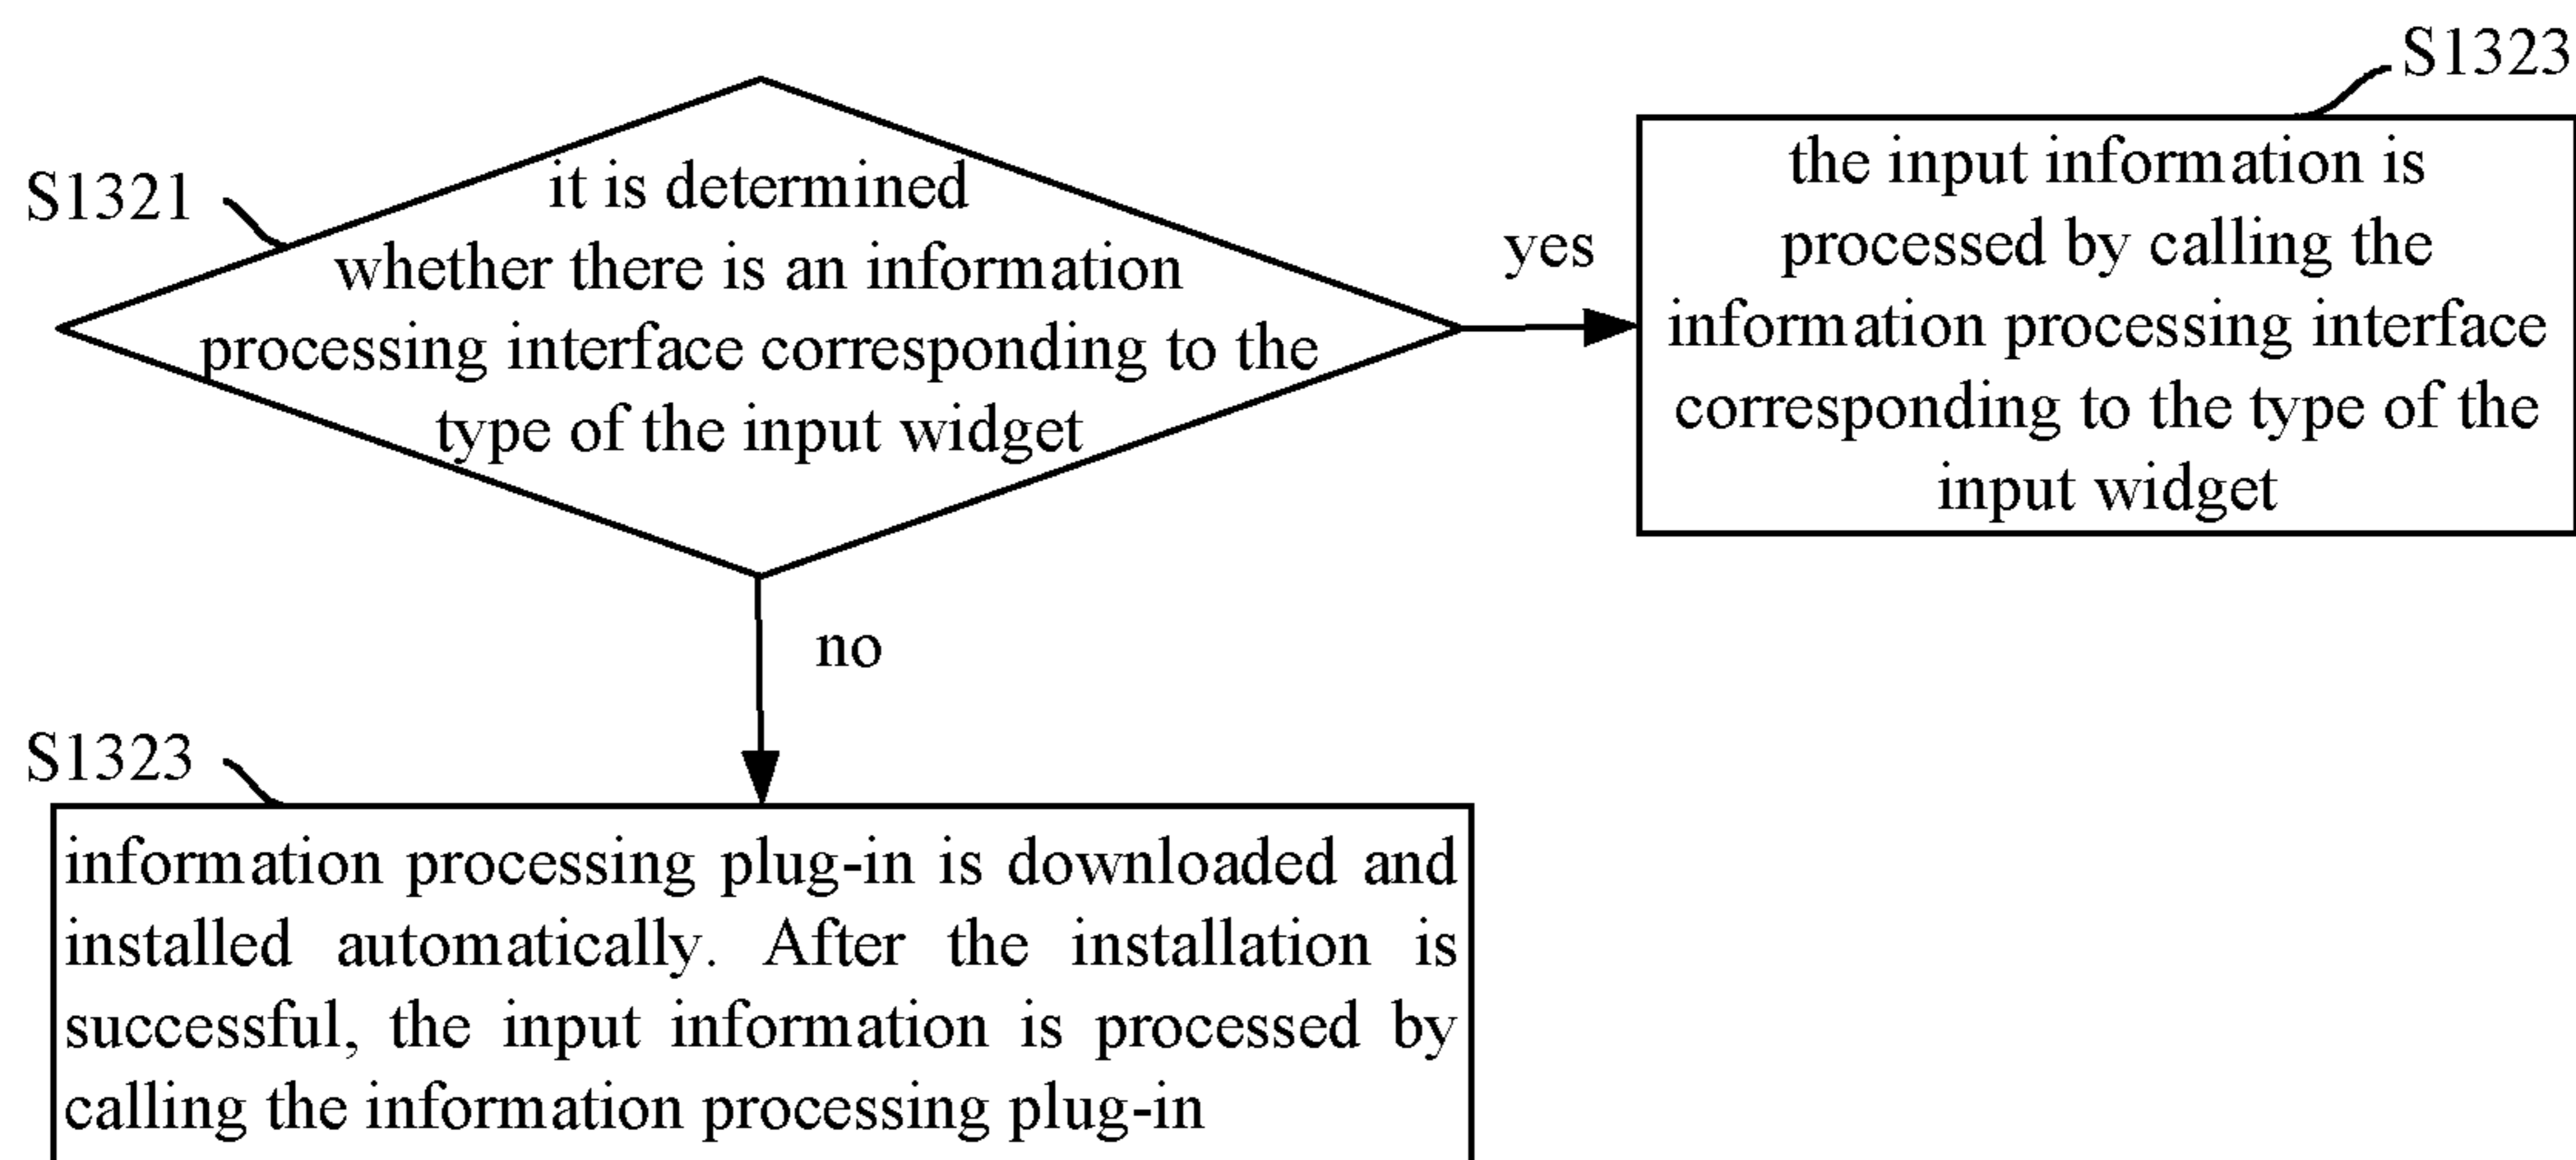 S1321
it is determined
whether there is an information
processing interface corresponding to the
type of the input widget
yes
S1323
the input information is
processed by calling the
information processing interface
corresponding to the type of the
input widget
no
S1323
information processing plug-in is downloaded and
installed automatically. After the installation is
successful, the input information is processed by
calling the information processing plug-in